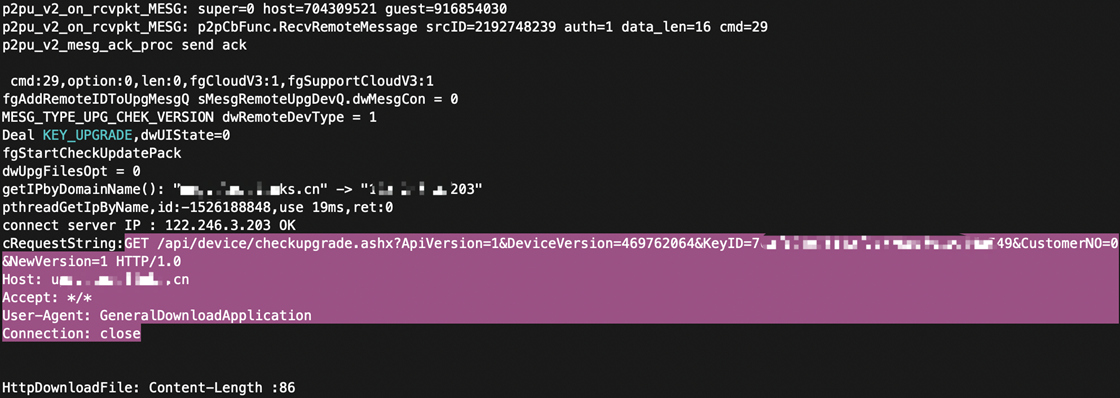 p2pu_v2_on_rcvpkt_MESG: super=0 host=704309521 guest=916854030
p2pu_v2_on_rcvpkt_MESG: p2pCbFunc.RecvRemoteMessage srcID=2192748239 auth=1 data_len=16 cmd=29
p2pu_v2_mesg_ack_proc send ack
cmd:29,option:0,len:0,fgCloudV3:1,fgSupportCloudV3:1
fgAddRemoteIDToUpgMesgQ sMesgRemoteUpgDevQ.dwMesgCon = 0
MESG_TYPE_UPG_CHEK_VERSION dwRemoteDevType = 1
Deal KEY_UPGRADE,dwUIState=0
fgStartCheckUpdatePack
dwUpgFilesOpt = 0
getIPbyDomainName(): "ks.cn" -> "1 203"
pthreadGetIpByName,id:-1526188848,use 19ms,ret:0
connect server IP : 122.246.3.203 OK
cRequestString:GET /api/device/checkupgrade.ashx?ApiVersion=1&DeviceVersion=469762064&KeyID=7 49&CustomerNO=0
&NewVersion=1 HTTP/1.0
Host: u .cn
Accept: */*
User-Agent: GeneralDownloadApplication
Connection: close
HttpDownloadFile: Content-Length :86